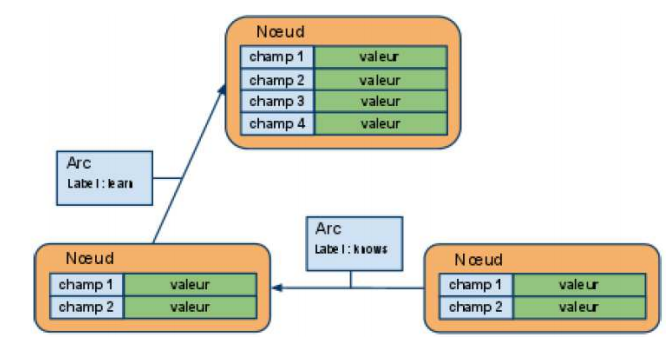 Nœud
champ 1 valeur
champ 2 valeur
champ 3 valeur
champ 4 valeur
Arc
Label : learn
Arc
Label : knows
Nœud
champ 1 valeur
champ 2 valeur
Nœud
champ 1 valeur
champ 2 valeur